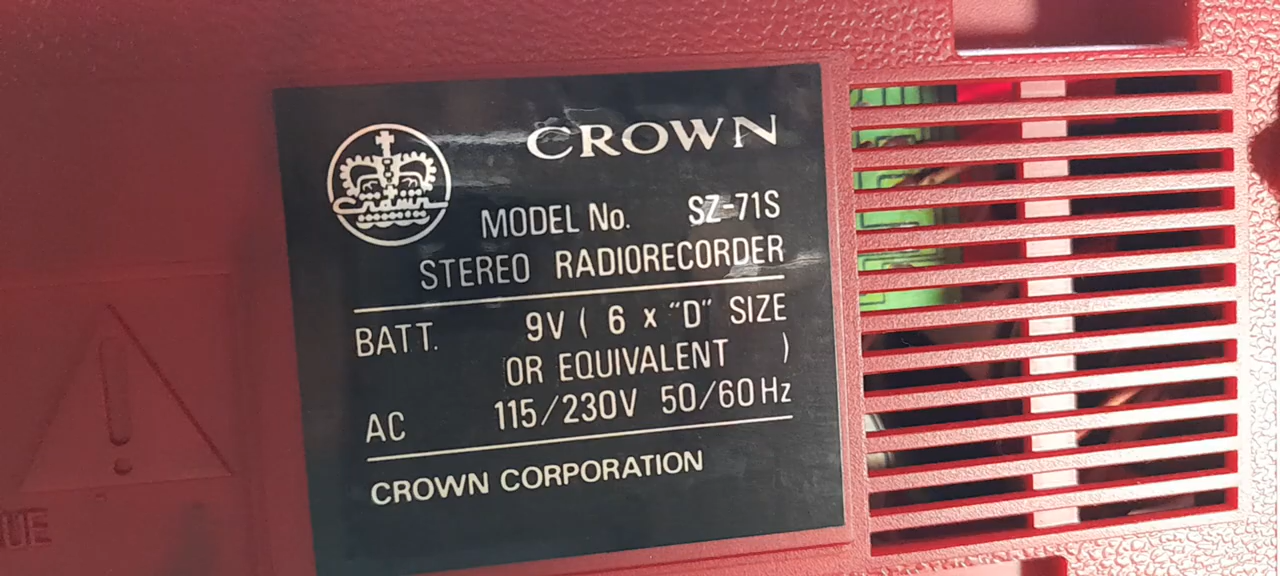 CROWN
Crown
MODEL No. SZ-71S
STEREO RADIORECORDER
BATT. 9V ( 6 x "D" SIZE
OR EQUIVALENT )
AC 115/230V 50/60Hz
CROWN CORPORATION